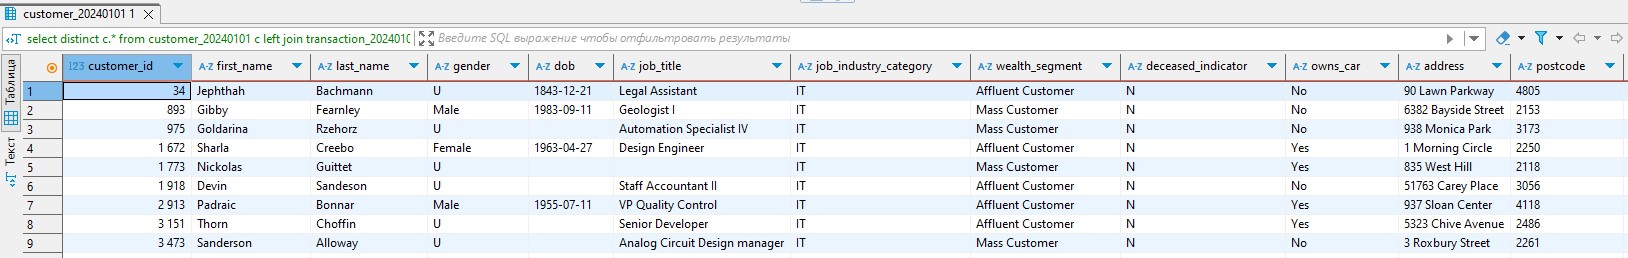 customer_20240101 1
select distinct c.* from customer_20240101 c left join transaction_202401( Введите SQL выражение чтобы отфильтровать результаты
Таблица
Текст
123 customer_id A-Z first_name A-Z last_name A-Z gender A-Z dob A-Z job_title A-Z job_industry_category A-Z wealth_segment A-Z deceased_indicator A-Z owns_car A-Z address A-Z postcode
1 34 Jephthah Bachmann U 1843-12-21 Legal Assistant IT Affluent Customer N No 90 Lawn Parkway 4805
2 893 Gibby Fearnley Male 1983-09-11 Geologist I IT Mass Customer N No 6382 Bayside Street 2153
3 975 Goldarina Rzehorz U Automation Specialist IV IT Mass Customer N No 938 Monica Park 3173
4 1 672 Sharla Creebo Female 1963-04-27 Design Engineer IT Affluent Customer N Yes 1 Morning Circle 2250
5 1 773 Nickolas Guittet U IT Mass Customer N Yes 835 West Hill 2118
6 1 918 Devin Sandeson U Staff Accountant II IT Affluent Customer N No 51763 Carey Place 3056
7 2 913 Padraic Bonnar Male 1955-07-11 VP Quality Control IT Affluent Customer N Yes 937 Sloan Center 4118
8 3 151 Thorn Choffin U Senior Developer IT Affluent Customer N Yes 5323 Chive Avenue 2486
9 3 473 Sanderson Alloway U Analog Circuit Design manager IT Mass Customer N No 3 Roxbury Street 2261